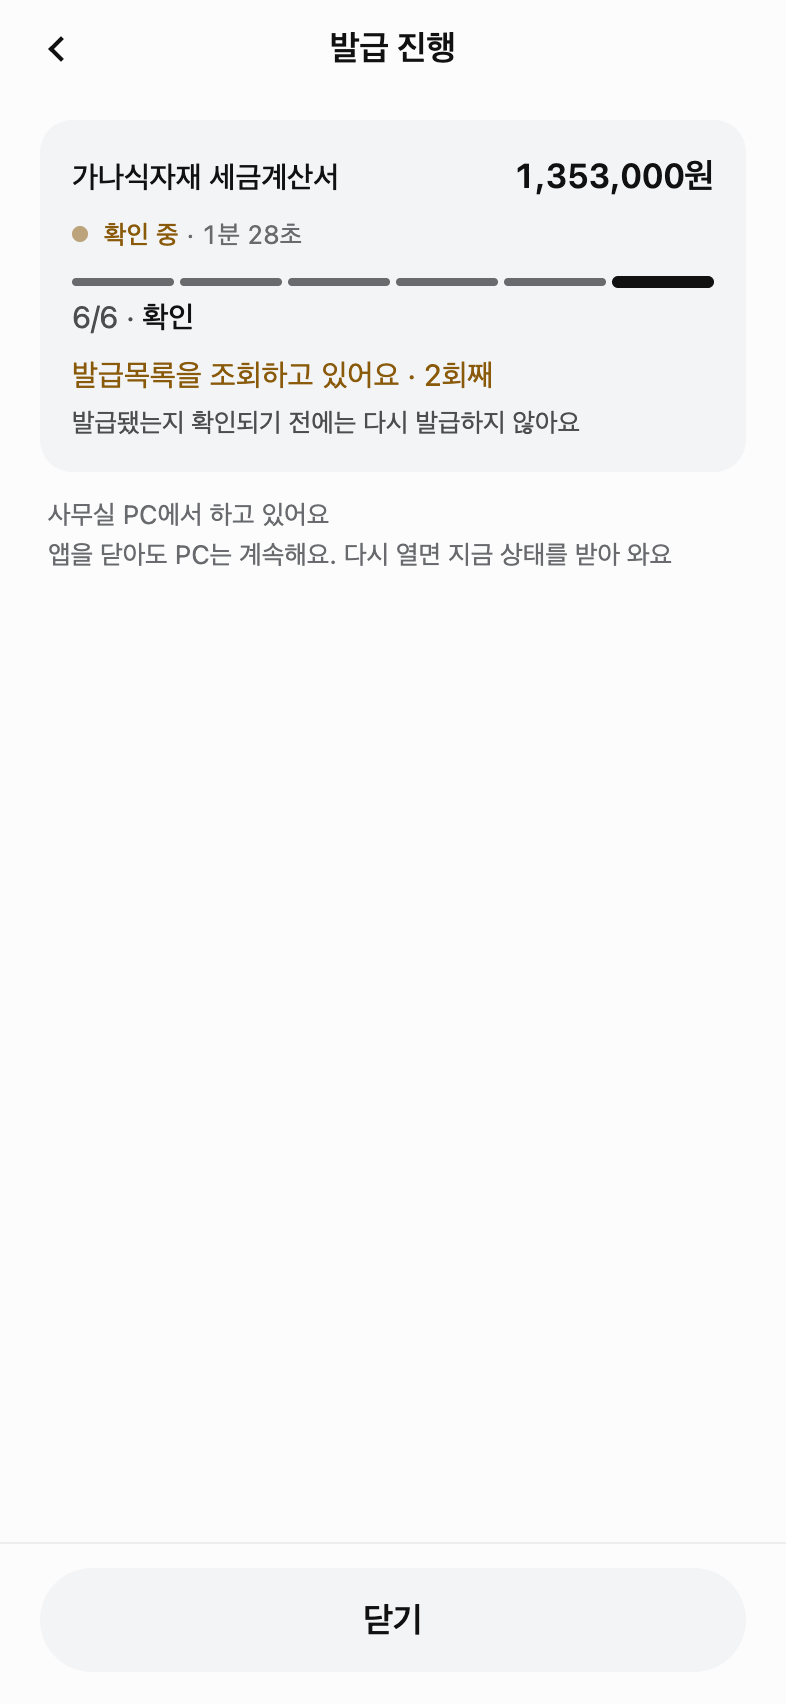 발급 진행
가나식자재 세금계산서 1,353,000원
확인 중 · 1분 28초
6/6 · 확인
발급목록을 조회하고 있어요 · 2회째
발급됐는지 확인되기 전에는 다시 발급하지 않아요
사무실 PC에서 하고 있어요
앱을 닫아도 PC는 계속해요. 다시 열면 지금 상태를 받아 와요
닫기